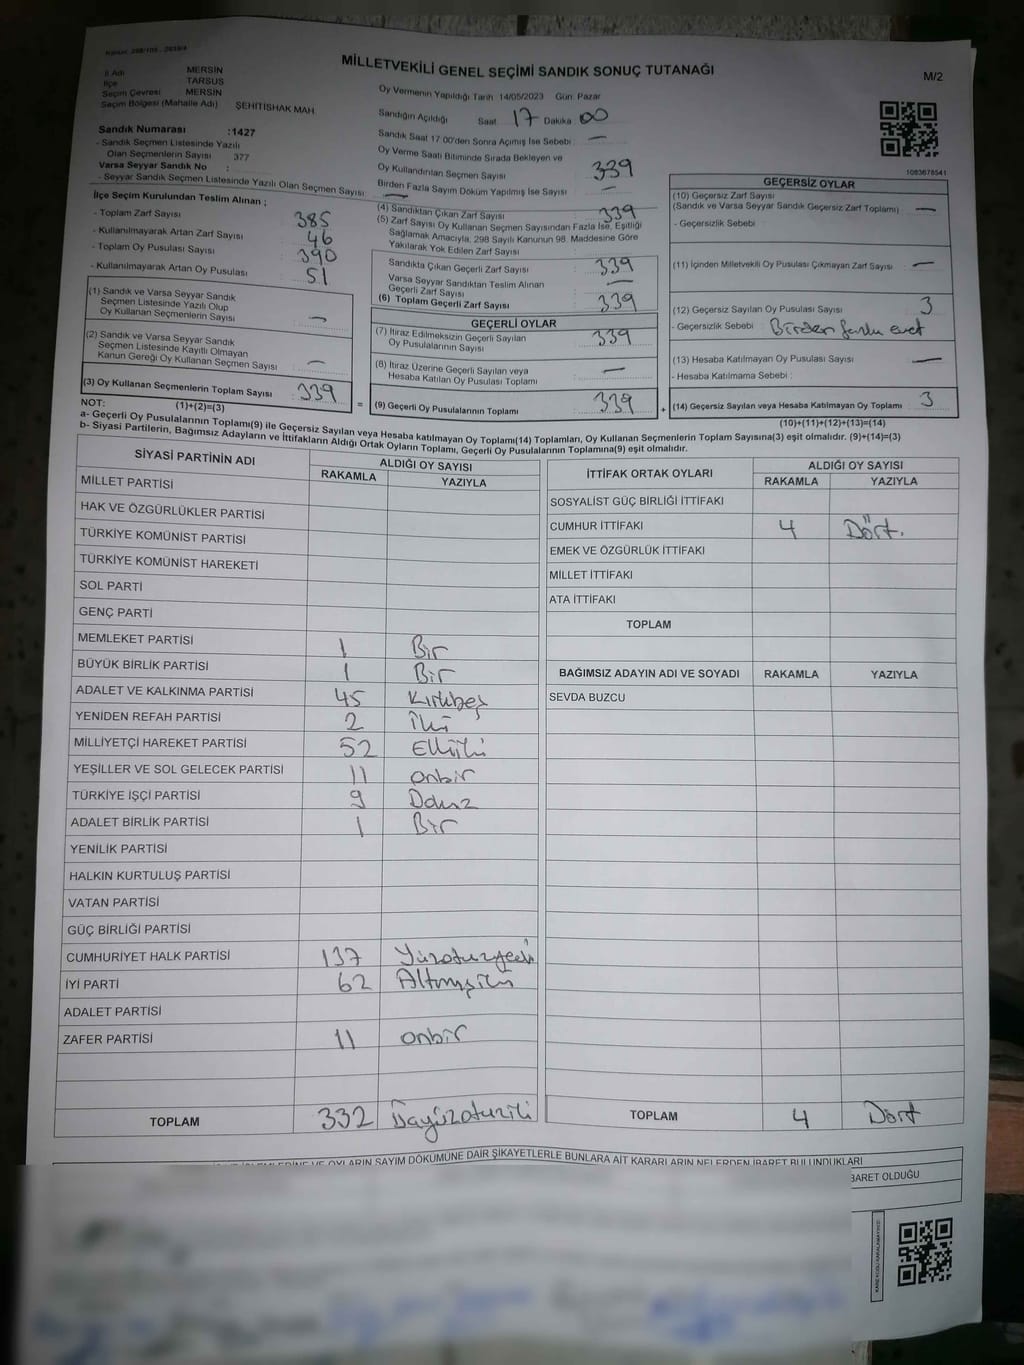 MİLLETVEKİLİ GENEL SEÇİMİ SANDIK SONUÇ TUTANAĞI
M/2
İl Adı MERSİN
İlçe TARSUS
Seçim Çevresi MERSİN
Seçim Bölgesi (Mahalle Adı) ŞEHİTİSHAK MAH.
Sandık Numarası :1427
- Sandık Seçmen Listesinde Yazılı
Olan Seçmenlerin Sayısı 377
Varsa Seyyar Sandık No :
- Seyyar Sandık Seçmen Listesinde Yazılı Olan Seçmen Sayısı
Oy Vermenin Yapıldığı Tarih 14/05/2023 Gün: Pazar
Sandığın Açıldığı Saat 17 Dakika 00
Sandık Saat 17:00'den Sonra Açımış İse Sebebi : —
Oy Verme Saati Bitiminde Sırada Bekleyen ve
Oy Kullandırılan Seçmen Sayısı 339
Birden Fazla Sayım Döküm Yapılmış İse Sayısı —
İlçe Seçim Kurulundan Teslim Alınan ;
- Toplam Zarf Sayısı 385
- Kullanılmayarak Artan Zarf Sayısı 46
- Toplam Oy Pusulası Sayısı 390
- Kullanılmayarak Artan Oy Pusulası 51
(1) Sandık ve Varsa Seyyar Sandık
Seçmen Listesinde Yazılı Olup
Oy Kullanan Seçmenlerin Sayısı —
(2) Sandık ve Varsa Seyyar Sandık
Seçmen Listesinde Kayıtlı Olmayan
Kanun Gereği Oy Kullanan Seçmen Sayısı —
(3) Oy Kullanan Seçmenlerin Toplam Sayısı 339
(1)+(2)=(3)
(4) Sandıktan Çıkan Zarf Sayısı 339
(5) Zarf Sayısı Oy Kullanan Seçmen Sayısından Fazla İse, Eşitliği
Sağlamak Amacıyla, 298 Sayılı Kanunun 98. Maddesine Göre
Yakılarak Yok Edilen Zarf Sayısı
Sandıkta Çıkan Geçerli Zarf Sayısı 339
Varsa Seyyar Sandıktan Teslim Alınan
Geçerli Zarf Sayısı —
(6) Toplam Geçerli Zarf Sayısı 339
GEÇERLİ OYLAR
(7) İtiraz Edilmeksizin Geçerli Sayılan
Oy Pusulalarının Sayısı 339
(8) İtiraz Üzerine Geçerli Sayılan veya
Hesaba Katılan Oy Pusulası Toplamı —
= (9) Geçerli Oy Pusulalarının Toplamı 339 +
1083678541
GEÇERSİZ OYLAR
(10) Geçersiz Zarf Sayısı
(Sandık ve Varsa Seyyar Sandık Geçersiz Zarf Toplamı) —
- Geçersizlik Sebebi
(11) İçinden Milletvekili Oy Pusulası Çıkmayan Zarf Sayısı —
(12) Geçersiz Sayılan Oy Pusulası Sayısı 3
- Geçersizlik Sebebi : Birden fazla evet
(13) Hesaba Katılmayan Oy Pusulası Sayısı —
- Hesaba Katılmama Sebebi :
(14) Geçersiz Sayılan veya Hesaba Katılmayan Oy Toplamı 3
(10)+(11)+(12)+(13)=(14)
NOT:
a- Geçerli Oy Pusulalarının Toplamı(9) ile Geçersiz Sayılan veya Hesaba katılmayan Oy Toplamı(14) Toplamları, Oy Kullanan Seçmenlerin Toplam Sayısına(3) eşit olmalıdır. (9)+(14)=(3)
b- Siyasi Partilerin, Bağımsız Adayların ve İttifakların Aldığı Ortak Oyların Toplamı, Geçerli Oy Pusulalarının Toplamına(9) eşit olmalıdır.
SİYASİ PARTİNİN ADI ALDIĞI OY SAYISI
RAKAMLA YAZIYLA
MİLLET PARTİSİ
HAK VE ÖZGÜRLÜKLER PARTİSİ
TÜRKİYE KOMÜNİST PARTİSİ
TÜRKİYE KOMÜNİST HAREKETİ
SOL PARTİ
GENÇ PARTİ
MEMLEKET PARTİSİ 1 Bir
BÜYÜK BİRLİK PARTİSİ 1 Bir
ADALET VE KALKINMA PARTİSİ 45 Kırkbeş
YENİDEN REFAH PARTİSİ 2 İki
MİLLİYETÇİ HAREKET PARTİSİ 52 Elliiki
YEŞİLLER VE SOL GELECEK PARTİSİ 11 onbir
TÜRKİYE İŞÇİ PARTİSİ 9 Dokuz
ADALET BİRLİK PARTİSİ 1 Bir
YENİLİK PARTİSİ
HALKIN KURTULUŞ PARTİSİ
VATAN PARTİSİ
GÜÇ BİRLİĞİ PARTİSİ
CUMHURİYET HALK PARTİSİ 137 Yüzotuzyedi
İYİ PARTİ 62 Altmışiki
ADALET PARTİSİ
ZAFER PARTİSİ 11 onbir
TOPLAM 332 Üçyüzotuziki
İTTİFAK ORTAK OYLARI ALDIĞI OY SAYISI
RAKAMLA YAZIYLA
SOSYALİST GÜÇ BİRLİĞİ İTTİFAKI
CUMHUR İTTİFAKI 4 Dört.
EMEK VE ÖZGÜRLÜK İTTİFAKI
MİLLET İTTİFAKI
ATA İTTİFAKI
TOPLAM
BAĞIMSIZ ADAYIN ADI VE SOYADI RAKAMLA YAZIYLA
SEVDA BUZCU
TOPLAM 4 Dört
OYLARIN SAYIM DÖKÜMÜNE DAİR ŞİKAYETLERLE BUNLARA AİT KARARLARIN NELERDEN İBARET BULUNDUKLARI
OLDUĞU